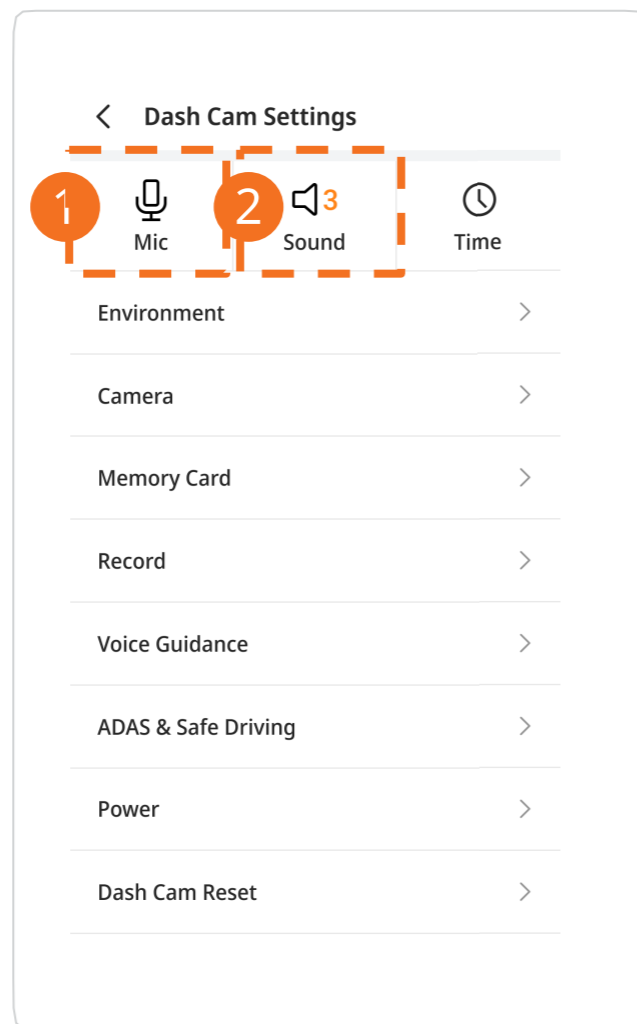 Dash Cam Settings
1 2 3
Mic Sound Time
Environment
Camera
Memory Card
Record
Voice Guidance
ADAS & Safe Driving
Power
Dash Cam Reset